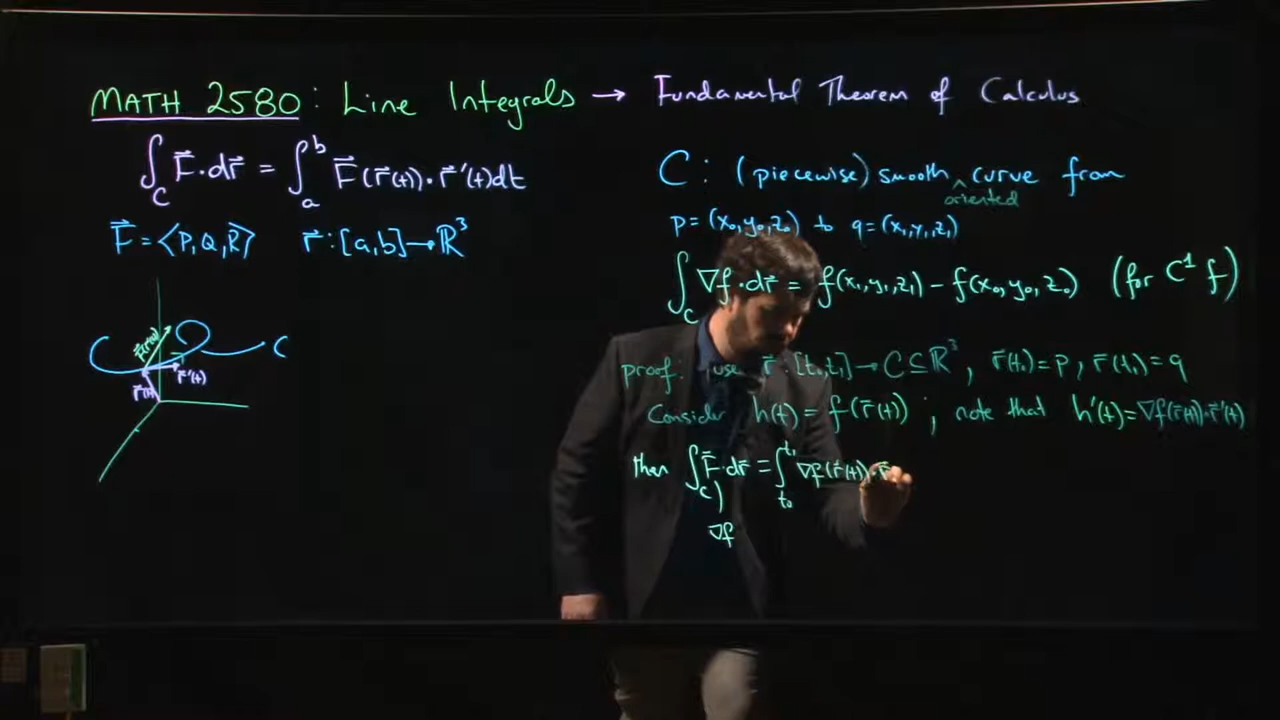 MATH 2580: Line Integrals → Fundamental Theorem of Calculus
∫_C F⃗·dr⃗ = ∫_a^b F⃗(r⃗(t))·r⃗'(t)dt
F⃗ = ⟨P,Q,R⟩ r⃗:[a,b]→ℝ³
C
F⃗(r⃗(t))
r⃗'(t)
r⃗(t)
C: (piecewise) smooth ^ curve from
oriented
p=(x₀,y₀,z₀) to q=(x₁,y₁,z₁)
∫_C ∇f·dr⃗ = f(x₁,y₁,z₁) - f(x₀,y₀,z₀) (for C¹ f)
proof: use r⃗:[t₀,t₁]→C⊆ℝ³, r⃗(t₀)=p, r⃗(t₁)=q
Consider h(t) = f(r⃗(t)); note that h'(t)=∇f(r⃗(t))·r⃗'(t)
then ∫_C F⃗·dr⃗ = ∫_t₀^t₁ ∇f(r⃗(t))·r⃗
∇f